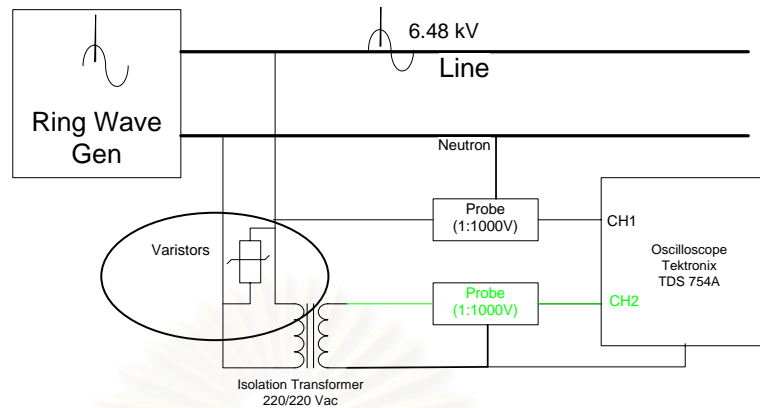 6.48 kV
Line
Ring Wave
Gen
Neutron
Probe
(1:1000V)
CH1
Varistors
Oscilloscope
Tektronix
TDS 754A
Probe
(1:1000V)
CH2
Isolation Transformer
220/220 Vac